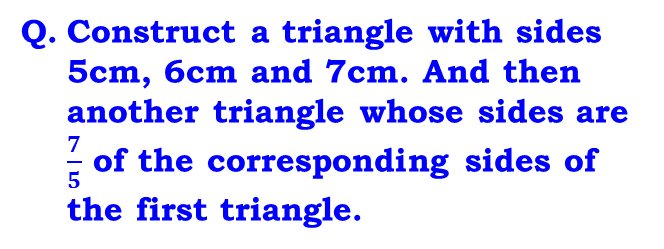 Q. Construct a triangle with sides
5cm, 6cm and 7cm. And then
another triangle whose sides are
7/5 of the corresponding sides of
the first triangle.